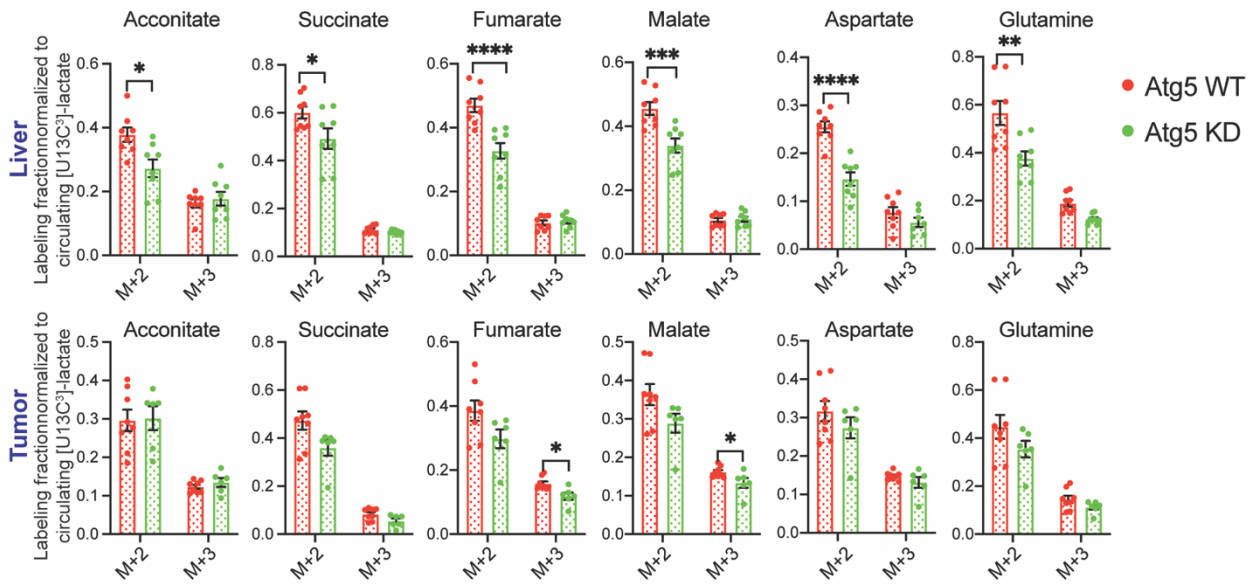 Acconitate
Succinate
Fumarate
Malate
Aspartate
Glutamine
Liver
Labeling fractionnormalized to
circulating [U13C³]-lactate
0.6
0.4
0.2
0.0
*
M+2
M+3
0.8
0.6
0.4
0.2
0.0
*
M+2
M+3
0.6
0.4
0.2
0.0
****
M+2
M+3
0.6
0.4
0.2
0.0
***
M+2
M+3
0.4
0.3
0.2
0.1
0.0
****
M+2
M+3
0.8
0.6
0.4
0.2
0.0
**
M+2
M+3
Atg5 WT
Atg5 KD
Acconitate
Succinate
Fumarate
Malate
Aspartate
Glutamine
Tumor
Labeling fractionnormalized to
circulating [U13C³]-lactate
0.5
0.4
0.3
0.2
0.1
0.0
M+2
M+3
0.8
0.6
0.4
0.2
0.0
M+2
M+3
0.6
0.4
0.2
0.0
*
M+2
M+3
0.5
0.4
0.3
0.2
0.1
0.0
*
M+2
M+3
0.5
0.4
0.3
0.2
0.1
0.0
M+2
M+3
0.8
0.6
0.4
0.2
0.0
M+2
M+3